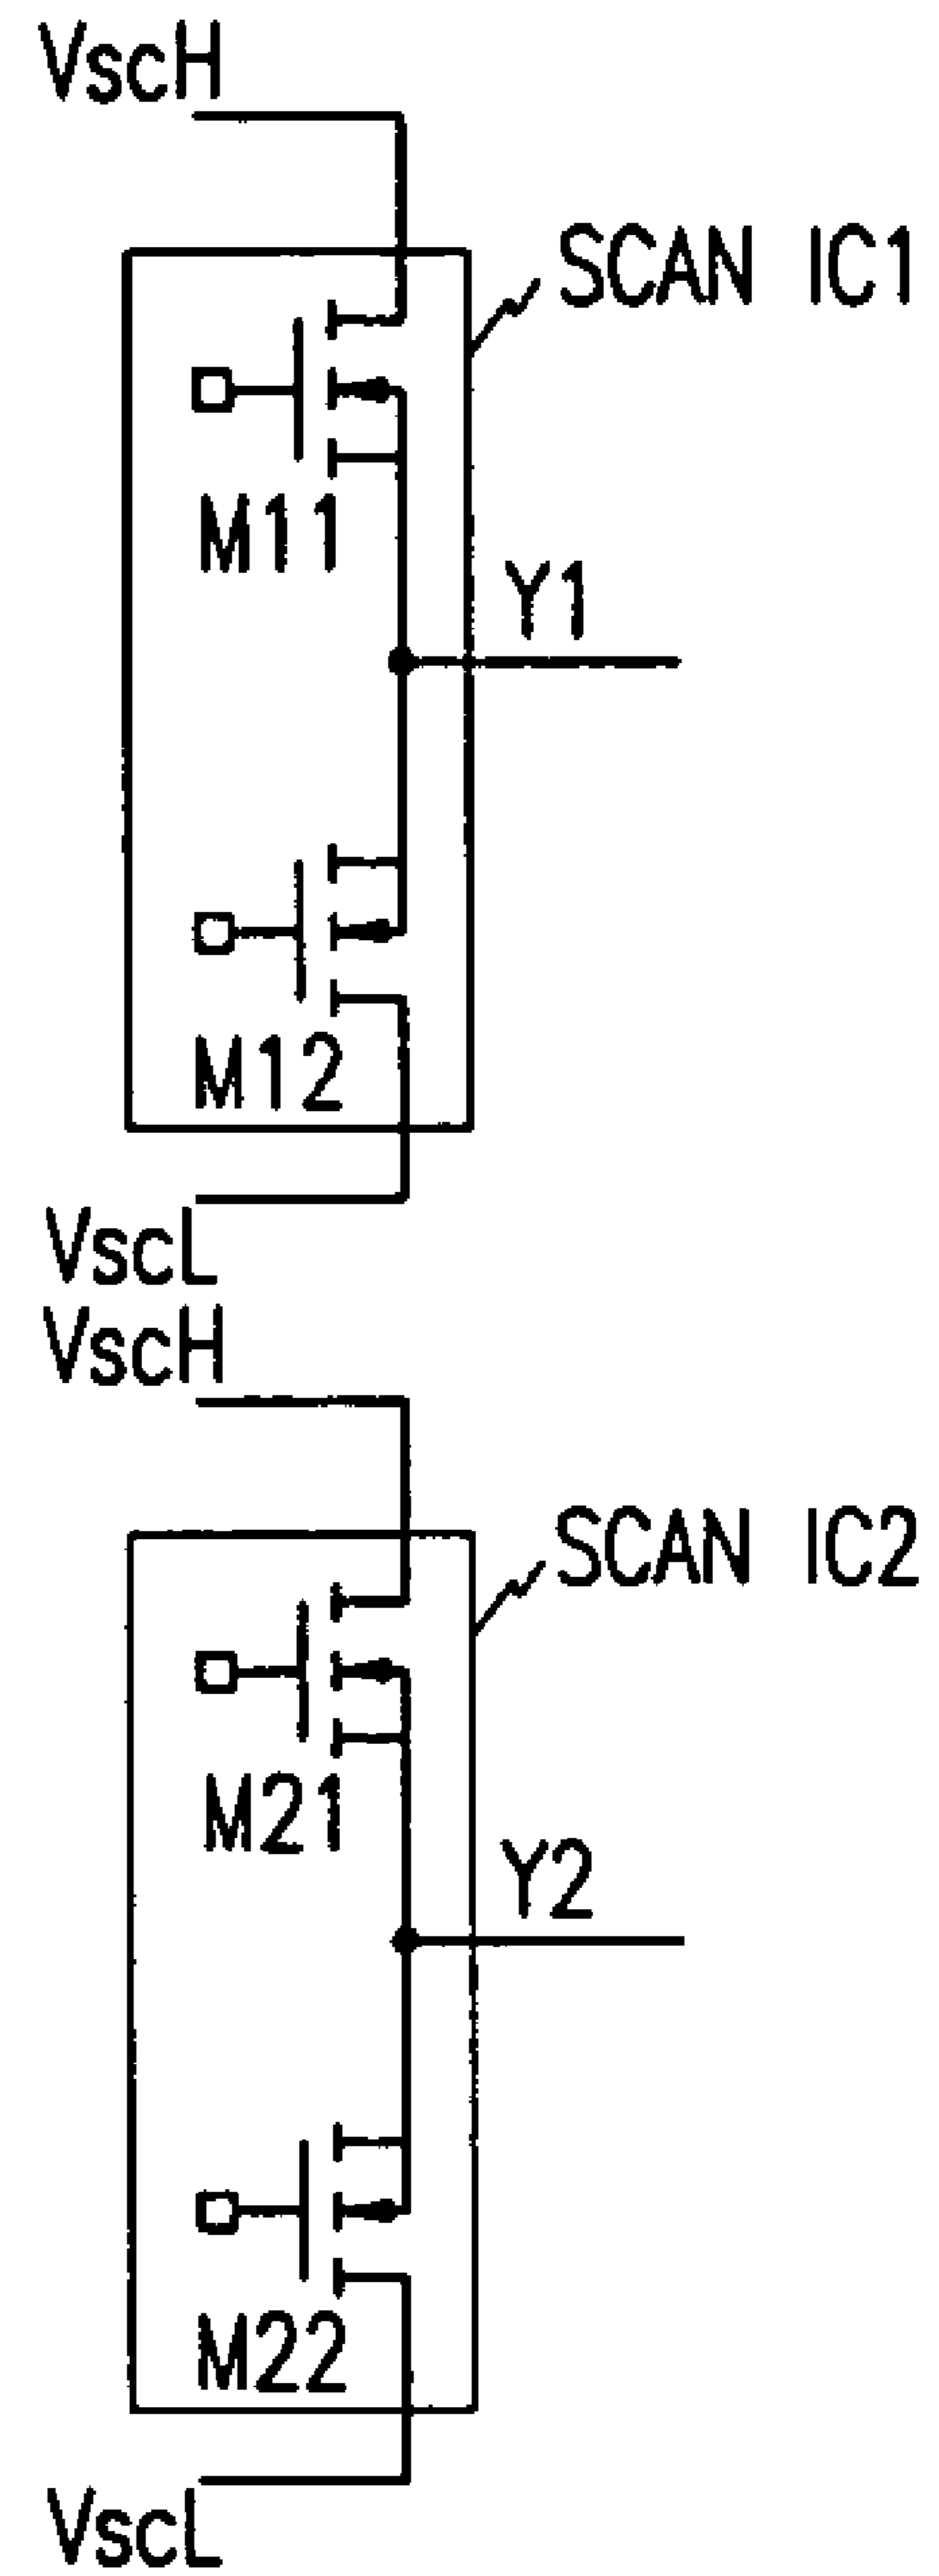 VscH
SCAN IC1
M11
Y1
M12
VscL
VscH
SCAN IC2
M21
Y2
M22
VscL